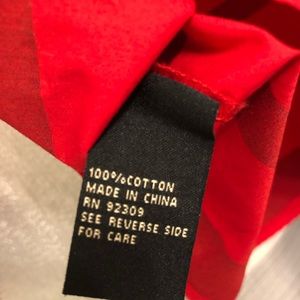 100%COTTON
MADE IN CHINA
RN 92309
SEE REVERSE SIDE
FOR CARE